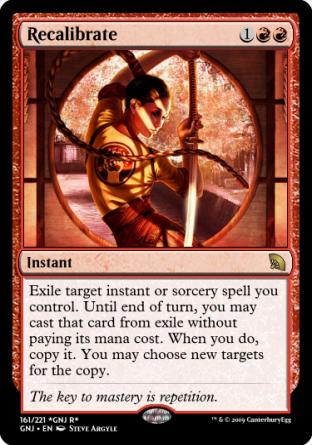 Recalibrate 1
Instant
Exile target instant or sorcery spell you
control. Until end of turn, you may
cast that card from exile without
paying its mana cost. When you do,
copy it. You may choose new targets
for the copy.
The key to mastery is repetition.
161/221 *GNJ R*
GNJ • EN Steve Argyle
™ & © 2019 CanterburyEgg